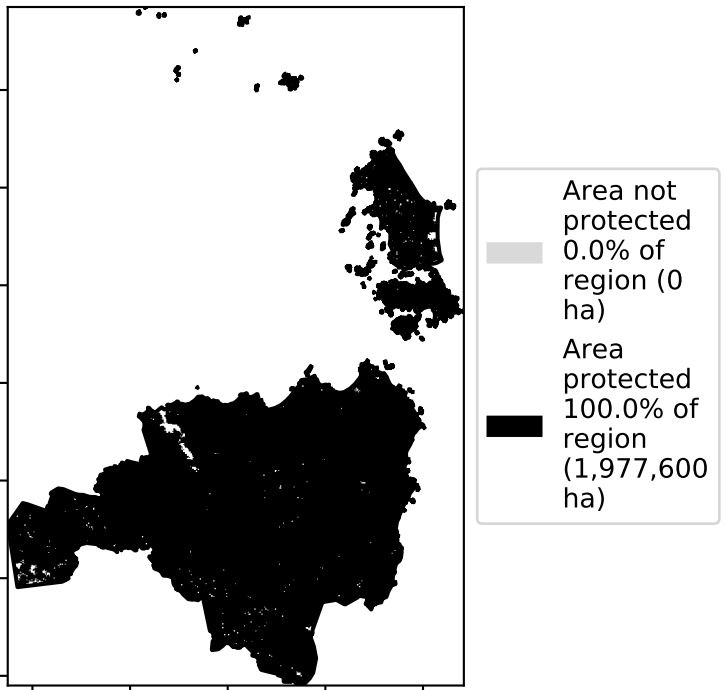 Area not
protected
0.0% of
region (0
ha)
Area
protected
100.0% of
region
(1,977,600
ha)